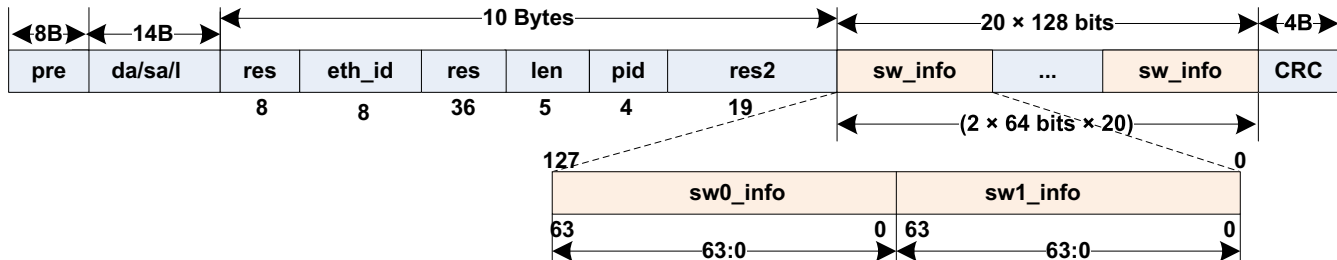 10 Bytes
8B 14B 20 × 128 bits 4B
pre da/sa/l res eth_id res len pid res2 sw_info ... sw_info CRC
8 8 36 5 4 19
(2 × 64 bits × 20)
127 0
sw0_info sw1_info
63 0 63 0
63:0 63:0